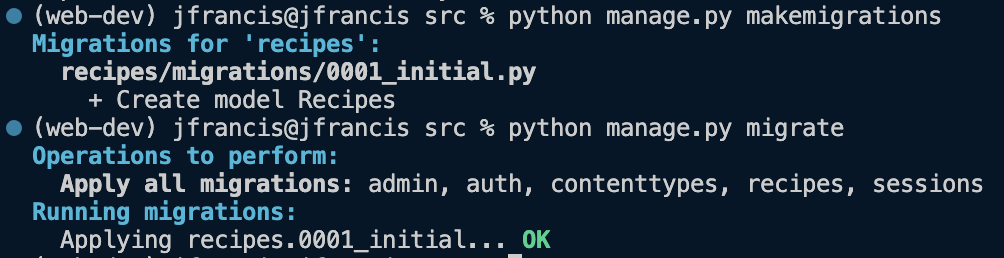 (web-dev) jfrancis@jfrancis src % python manage.py makemigrations
Migrations for 'recipes':
recipes/migrations/0001_initial.py
+ Create model Recipes
(web-dev) jfrancis@jfrancis src % python manage.py migrate
Operations to perform:
Apply all migrations: admin, auth, contenttypes, recipes, sessions
Running migrations:
Applying recipes.0001_initial... OK